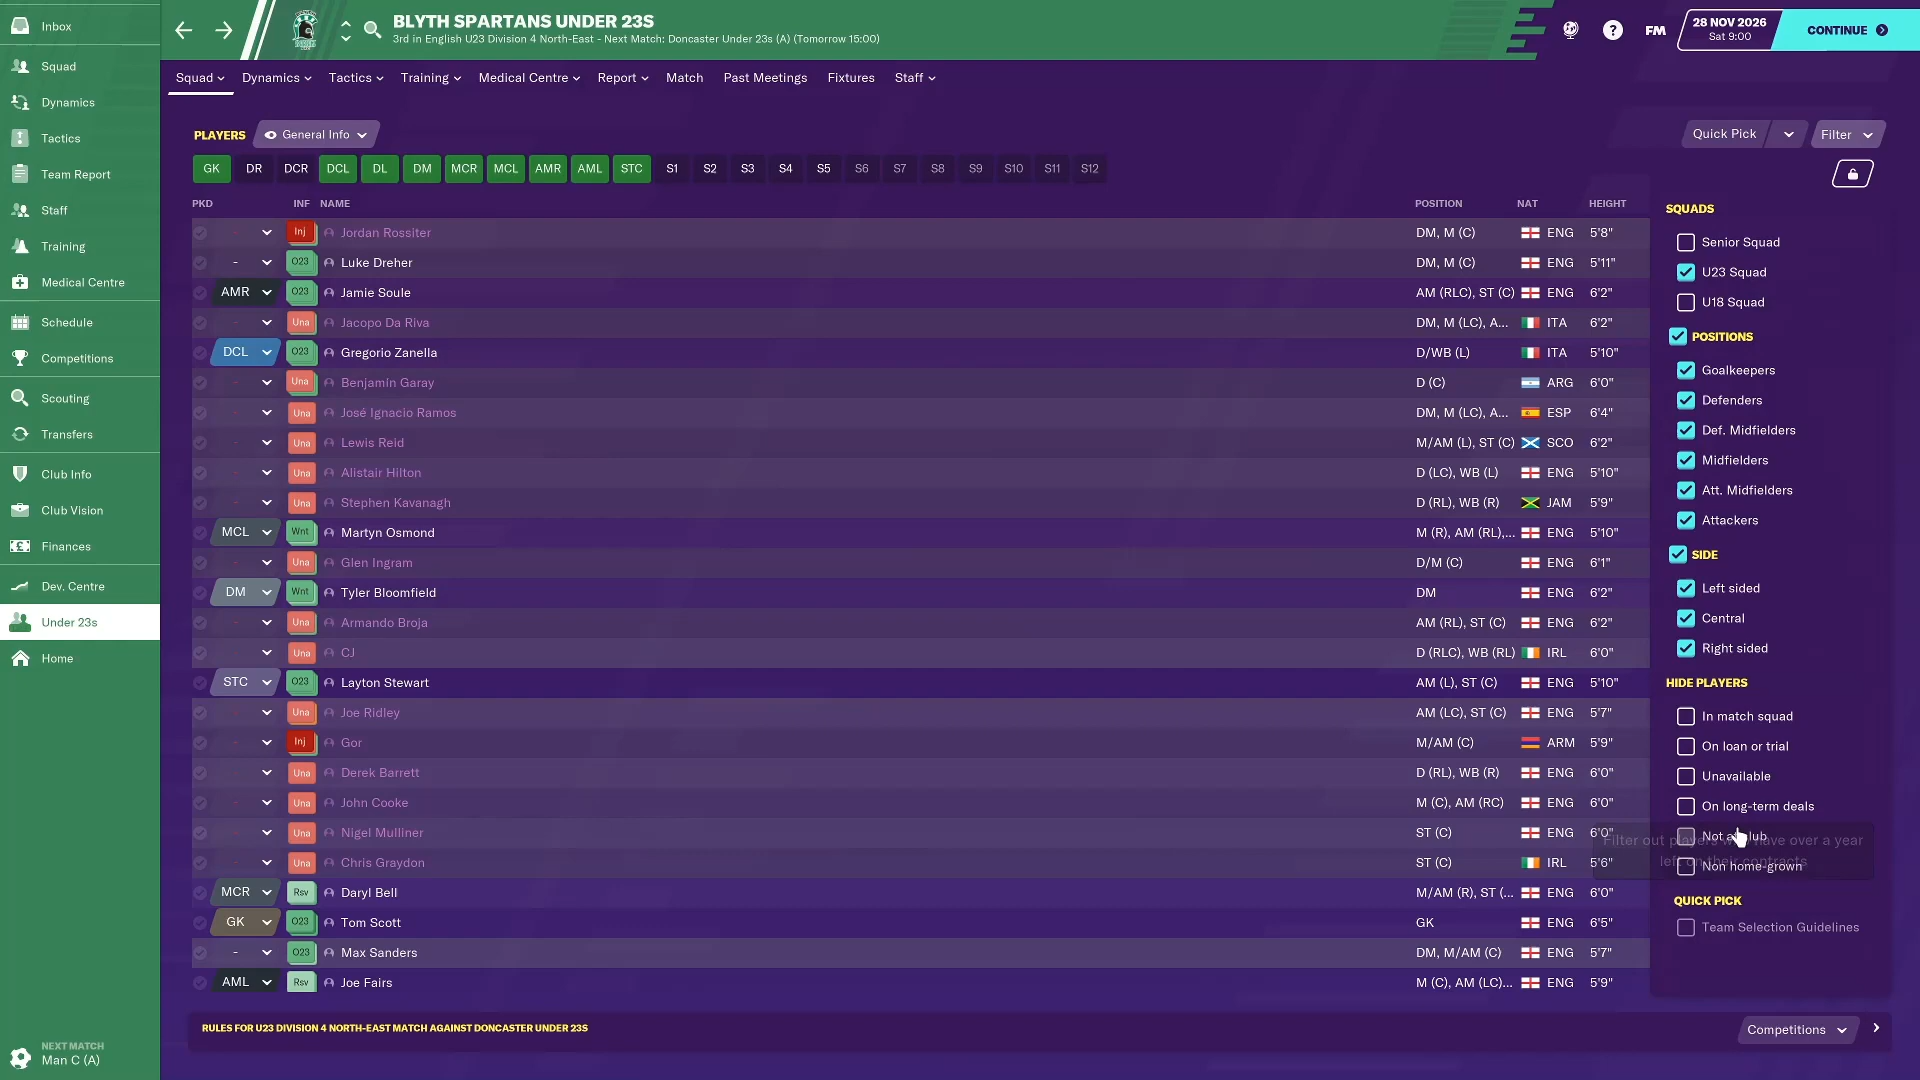 Inbox
Squad
Dynamics
Tactics
Team Report
Staff
Training
Medical Centre
Schedule
Competitions
Scouting
Transfers
Club Info
Club Vision
Finances
Dev. Centre
Under 23s
Home
NEXT MATCH
Man C (A)
BLYTH SPARTANS UNDER 23S
3rd in English U23 Division 4 North-East - Next Match: Doncaster Under 23s (A) (Tomorrow 15:00)
FM
28 NOV 2026
Sat 9:00
CONTINUE
Squad Dynamics Tactics Training Medical Centre Report Match Past Meetings Fixtures Staff
PLAYERS General Info
Quick Pick Filter
GK DR DCR DCL DL DM MCR MCL AMR AML STC S1 S2 S3 S4 S5 S6 S7 S8 S9 S10 S11 S12
PKD INF NAME POSITION NAT HEIGHT
- Inj Jordan Rossiter DM, M (C) ENG 5'8"
- O23 Luke Dreher DM, M (C) ENG 5'11"
AMR O23 Jamie Soule AM (RLC), ST (C) ENG 6'2"
- Una Jacopo Da Riva DM, M (LC), A... ITA 6'2"
DCL O23 Gregorio Zanella D/WB (L) ITA 5'10"
- Una Benjamín Garay D (C) ARG 6'0"
- Una José Ignacio Ramos DM, M (LC), A... ESP 6'4"
- Una Lewis Reid M/AM (L), ST (C) SCO 6'2"
- Una Alistair Hilton D (LC), WB (L) ENG 5'10"
- Una Stephen Kavanagh D (RL), WB (R) JAM 5'9"
MCL Wnt Martyn Osmond M (R), AM (RL),... ENG 5'10"
- Una Glen Ingram D/M (C) ENG 6'1"
DM Wnt Tyler Bloomfield DM ENG 6'2"
- Una Armando Broja AM (RL), ST (C) ENG 6'2"
- Una CJ D (RLC), WB (RL) IRL 6'0"
STC O23 Layton Stewart AM (L), ST (C) ENG 5'10"
- Una Joe Ridley AM (LC), ST (C) ENG 5'7"
- Inj Gor M/AM (C) ARM 5'9"
- Una Derek Barrett D (RL), WB (R) ENG 6'0"
- Una John Cooke M (C), AM (RC) ENG 6'0"
- Una Nigel Mulliner ST (C) ENG 6'0"
- Una Chris Graydon ST (C) IRL 5'6"
MCR Rsv Daryl Bell M/AM (R), ST (... ENG 6'0"
GK O23 Tom Scott GK ENG 6'5"
- O23 Max Sanders DM, M/AM (C) ENG 5'7"
AML Rsv Joe Fairs M (C), AM (LC)... ENG 5'9"
SQUADS
Senior Squad
U23 Squad
U18 Squad
POSITIONS
Goalkeepers
Defenders
Def. Midfielders
Midfielders
Att. Midfielders
Attackers
SIDE
Left sided
Central
Right sided
HIDE PLAYERS
In match squad
On loan or trial
Unavailable
On long-term deals
Not
Filter out have over a year
left on their contracts
Non home-grown
QUICK PICK
Team Selection Guidelines
RULES FOR U23 DIVISION 4 NORTH-EAST MATCH AGAINST DONCASTER UNDER 23S
Competitions